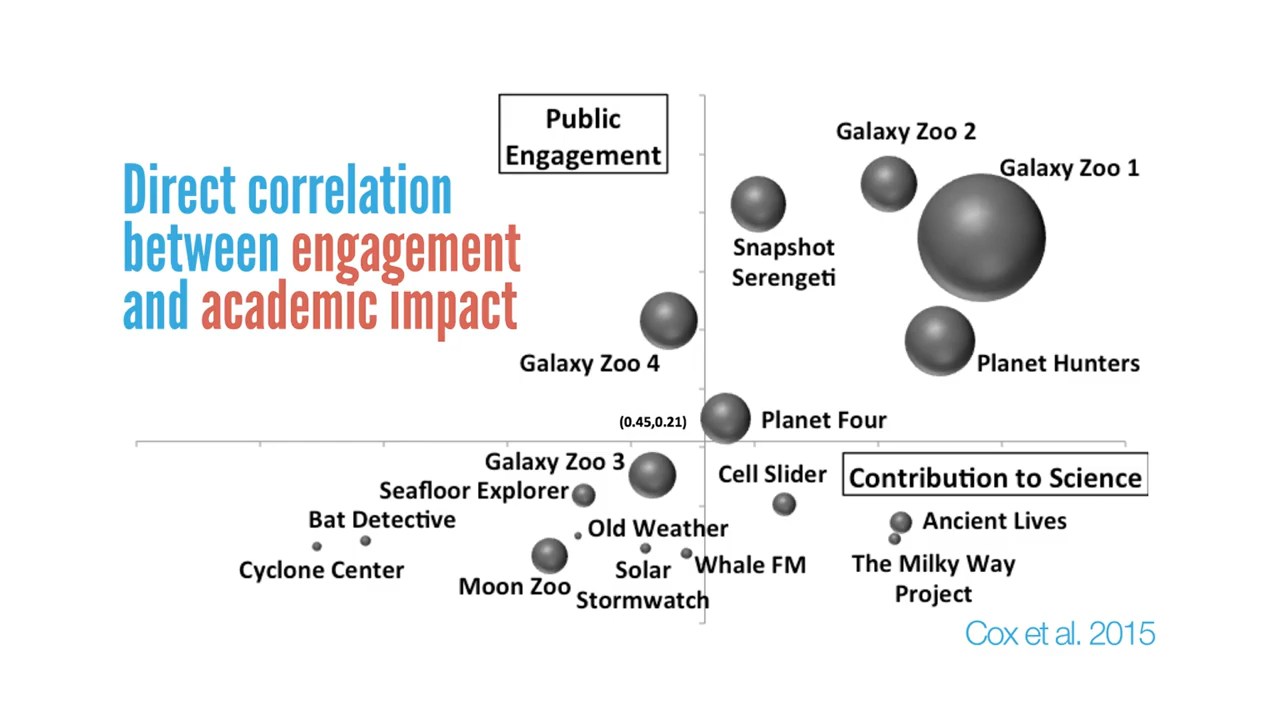 Direct correlation
between engagement
and academic impact
Public
Engagement
Galaxy Zoo 2
Galaxy Zoo 1
Snapshot
Serengeti
Galaxy Zoo 4
Planet Hunters
(0.45,0.21)
Planet Four
Galaxy Zoo 3
Cell Slider
Contribution to Science
Seafloor Explorer
Bat Detective
Old Weather
Ancient Lives
Cyclone Center
Moon Zoo
Solar
Stormwatch
Whale FM
The Milky Way
Project
Cox et al. 2015